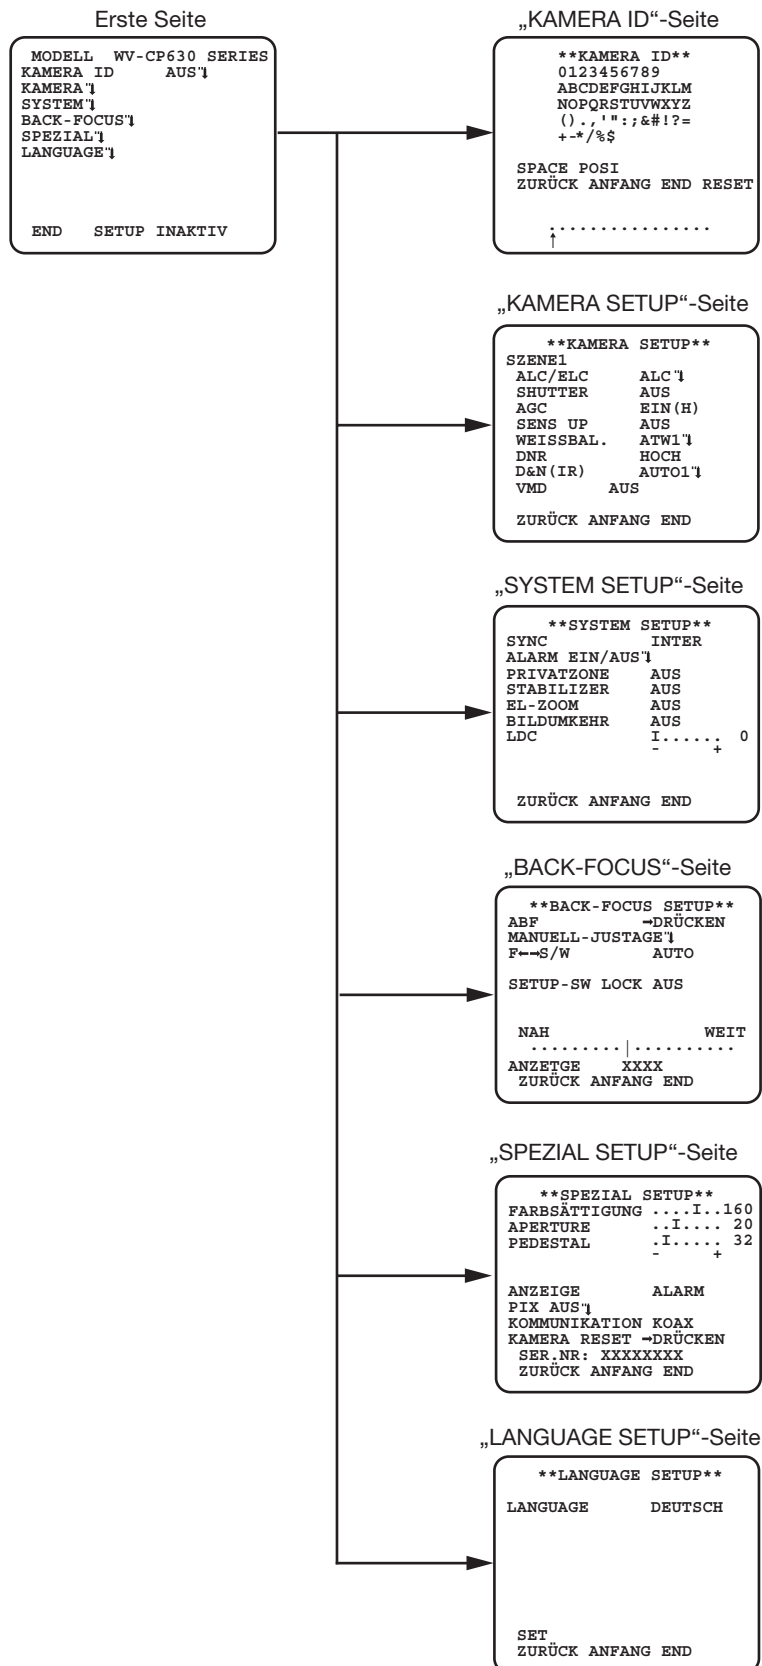 Erste Seite
MODELL WV-CP630 SERIES
KAMERA ID AUS
KAMERA
SYSTEM
BACK-FOCUS
SPEZIAL
LANGUAGE
END SETUP INAKTIV
„KAMERA ID“-Seite
**KAMERA ID**
0123456789
ABCDEFGHIJKLM
NOPQRSTUVWXYZ
().,'":;&#!?=
+-*/%$
SPACE POSI
ZURÜCK ANFANG END RESET
................
↑
„KAMERA SETUP“-Seite
**KAMERA SETUP**
SZENE1
ALC/ELC ALC
SHUTTER AUS
AGC EIN(H)
SENS UP AUS
WEISSBAL. ATW1
DNR HOCH
D&N(IR) AUTO1
VMD AUS
ZURÜCK ANFANG END
„SYSTEM SETUP“-Seite
**SYSTEM SETUP**
SYNC INTER
ALARM EIN/AUS
PRIVATZONE AUS
STABILIZER AUS
EL-ZOOM AUS
BILDUMKEHR AUS
LDC I...... 0
- +
ZURÜCK ANFANG END
„BACK-FOCUS“-Seite
**BACK-FOCUS SETUP**
ABF →DRÜCKEN
MANUELL-JUSTAGE
F←→S/W AUTO
SETUP-SW LOCK AUS
NAH WEIT
.........|..........
ANZETGE XXXX
ZURÜCK ANFANG END
„SPEZIAL SETUP“-Seite
**SPEZIAL SETUP**
FARBSÄTTIGUNG ....I..160
APERTURE ..I.... 20
PEDESTAL .I..... 32
- +
ANZEIGE ALARM
PIX AUS
KOMMUNIKATION KOAX
KAMERA RESET →DRÜCKEN
SER.NR: XXXXXXXX
ZURÜCK ANFANG END
„LANGUAGE SETUP“-Seite
**LANGUAGE SETUP**
LANGUAGE DEUTSCH
SET
ZURÜCK ANFANG END